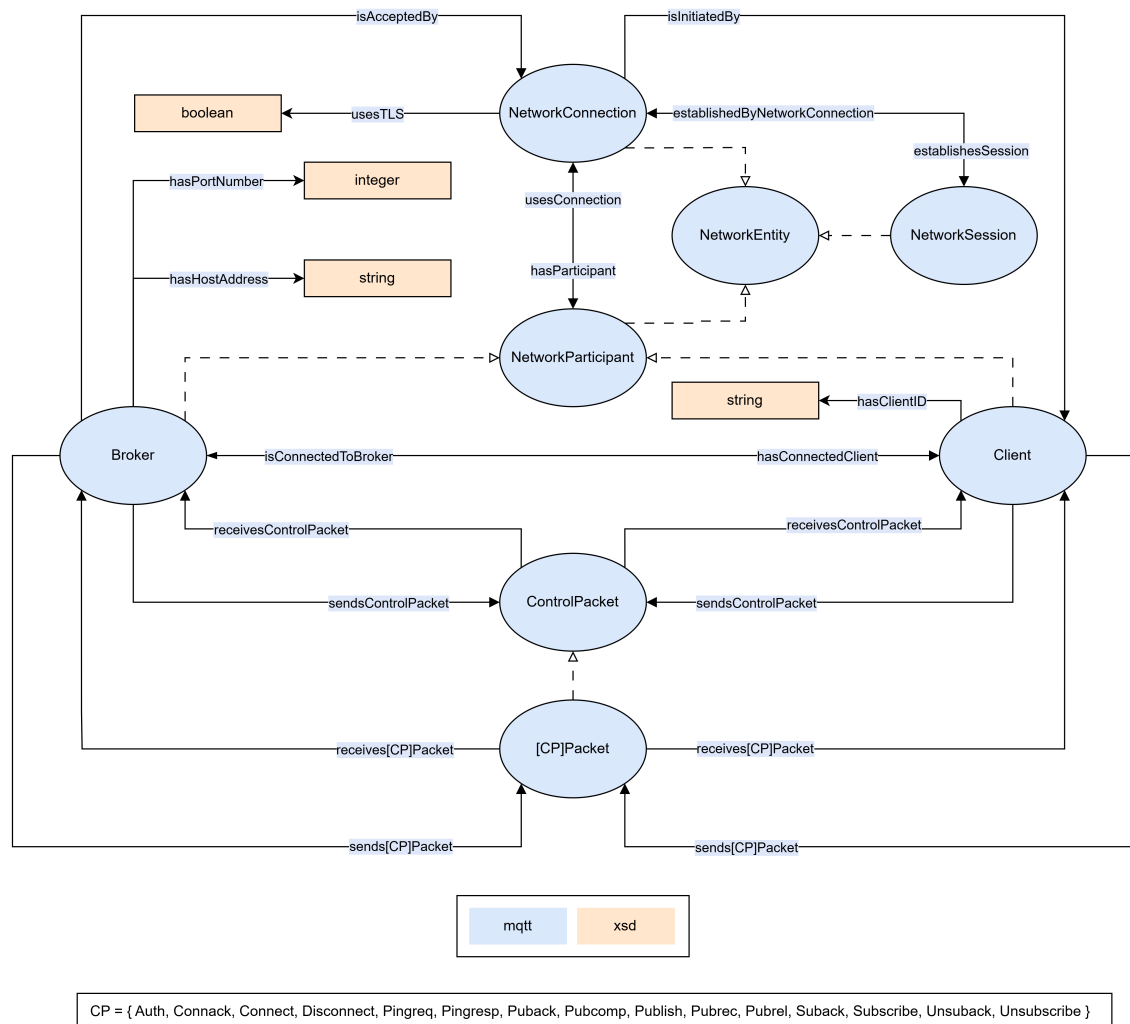 isAcceptedBy
isInitiatedBy
boolean
usesTLS
NetworkConnection
establishedByNetworkConnection
establishesSession
hasPortNumber
integer
usesConnection
NetworkEntity
NetworkSession
hasHostAddress
string
hasParticipant
NetworkParticipant
string
hasClientID
Broker
isConnectedToBroker
hasConnectedClient
Client
receivesControlPacket
receivesControlPacket
sendsControlPacket
ControlPacket
sendsControlPacket
receives[CP]Packet
[CP]Packet
receives[CP]Packet
sends[CP]Packet
sends[CP]Packet
mqtt
xsd
CP = { Auth, Connack, Connect, Disconnect, Pingreq, Pingresp, Puback, Pubcomp, Publish, Pubrec, Pubrel, Suback, Subscribe, Unsuback, Unsubscribe }